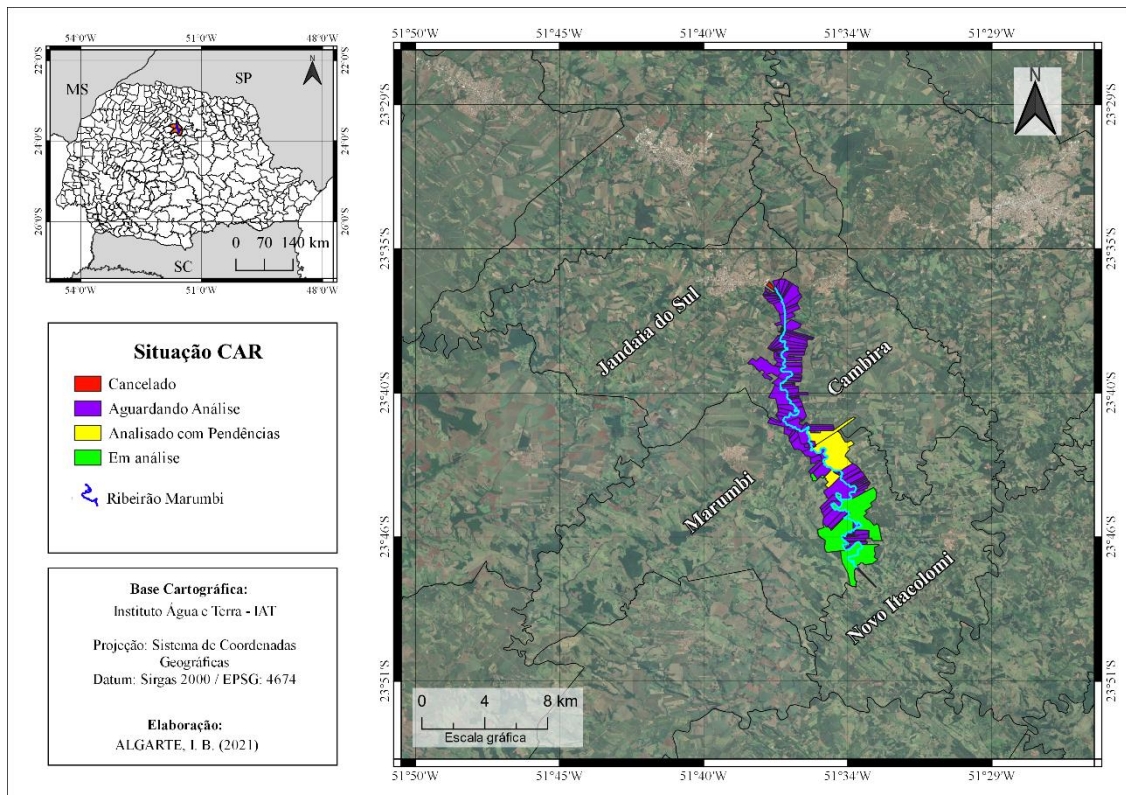 54°0'W 51°0'W 48°0'W
22°0'S
22°0'S
24°0'S
24°0'S
26°0'S
26°0'S
N
MS
SP
SC
0 70 140 km
54°0'W 51°0'W 48°0'W
Situação CAR
Cancelado
Aguardando Análise
Analisado com Pendências
Em análise
Ribeirão Marumbi
Base Cartográfica:
Instituto Água e Terra - IAT
Projeção: Sistema de Coordenadas
Geográficas
Datum: Sirgas 2000 / EPSG: 4674
Elaboração:
ALGARTE, I. B. (2021)
51°50'W 51°45'W 51°40'W 51°34'W 51°29'W
23°29'S
23°29'S
23°35'S
23°35'S
23°40'S
23°40'S
23°46'S
23°46'S
23°51'S
23°51'S
N
Jandaia do Sul
Cambira
Marumbi
Novo Itacolomi
0 4 8 km
Escala gráfica
51°50'W 51°45'W 51°40'W 51°34'W 51°29'W